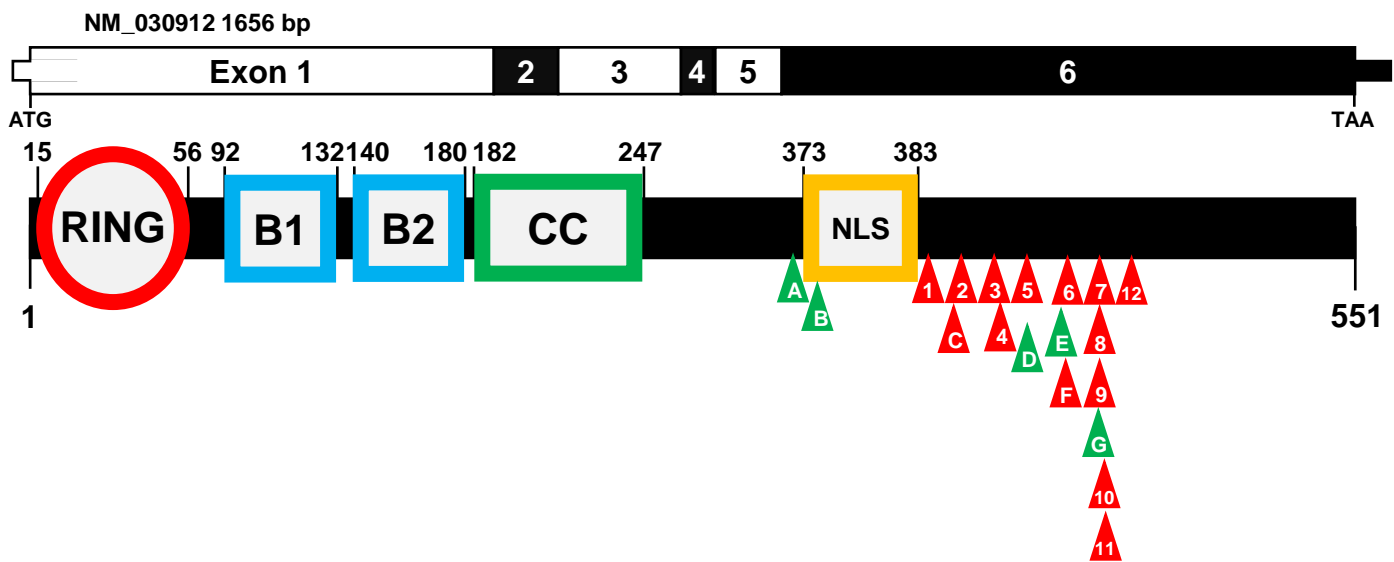 NM_030912 1656 bp
Exon 1 2 3 4 5 6
ATG TAA
15 56 92 132 140 180 182 247 373 383
RING B1 B2 CC NLS
A 1 2 3 5 6 7 12
B C 4 D E 8
1 551
F 9
G
10
11